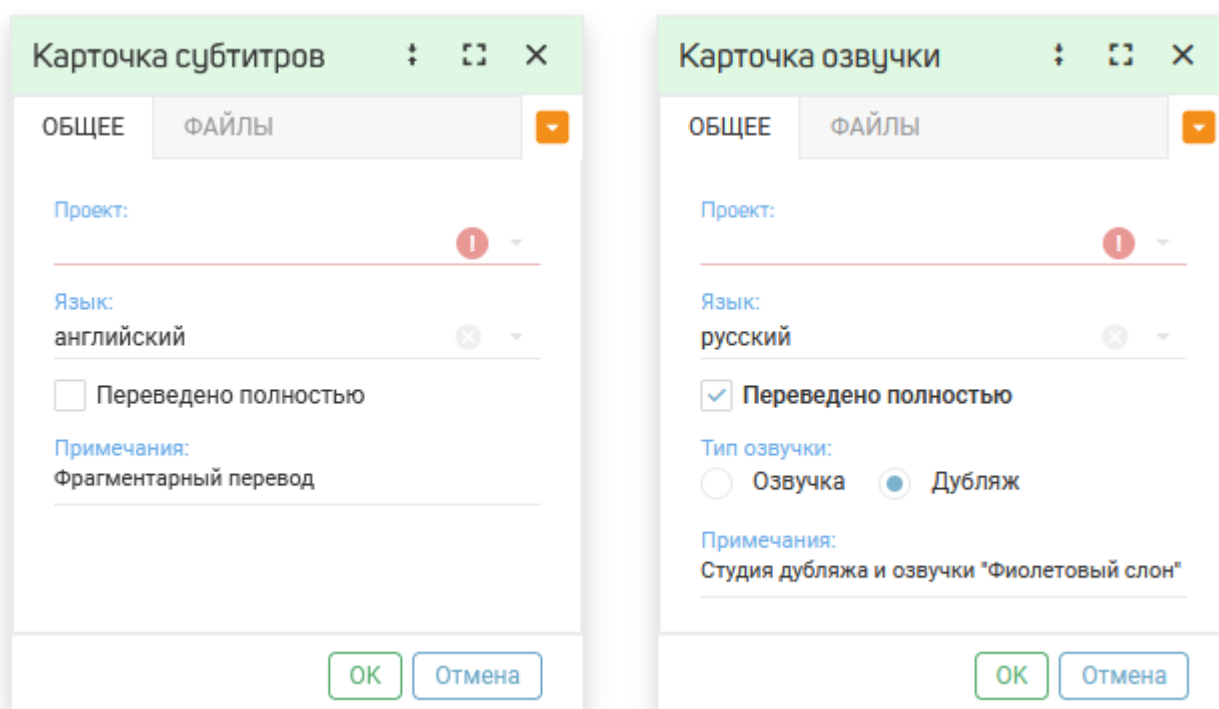 Карточка субтитров
ОБЩЕЕ ФАЙЛЫ
Проект:
Язык:
английский
Переведено полностью
Примечания:
Фрагментарный перевод
ОК Отмена
Карточка озвучки
ОБЩЕЕ ФАЙЛЫ
Проект:
Язык:
русский
Переведено полностью
Тип озвучки:
Озвучка Дубляж
Примечания:
Студия дубляжа и озвучки "Фиолетовый слон"
ОК Отмена